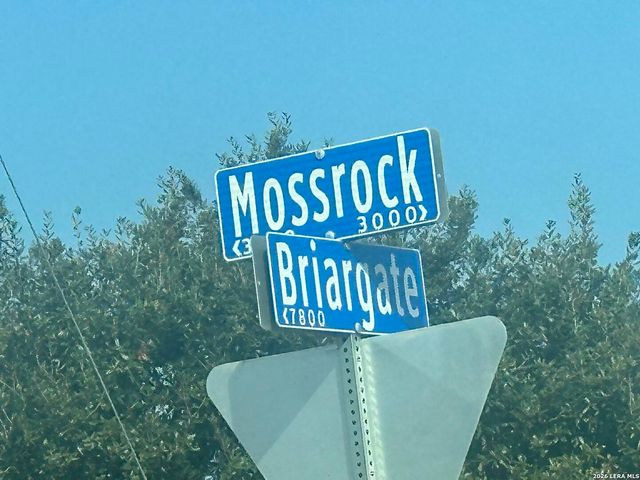 Mossrock
3000>
Briargate
<7800
2026 LERA MLS